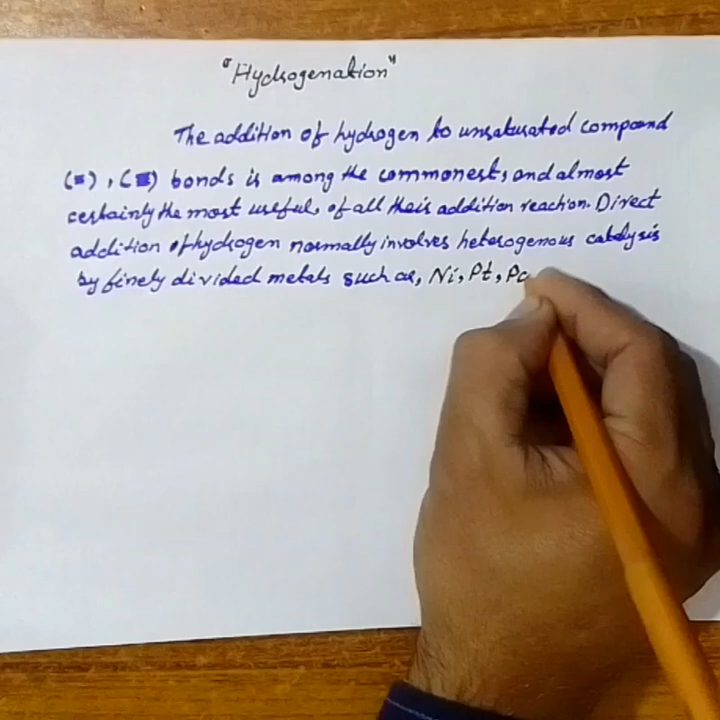 "Hydrogenation"
The addition of hydrogen to unsaturated compound
(=), (≡) bonds is among the commonest, and almost
certainly the most useful, of all their addition reaction. Direct
addition of hydrogen normally involves heterogenous catalysis
by finely divided metals such as, Ni, Pt, Pd